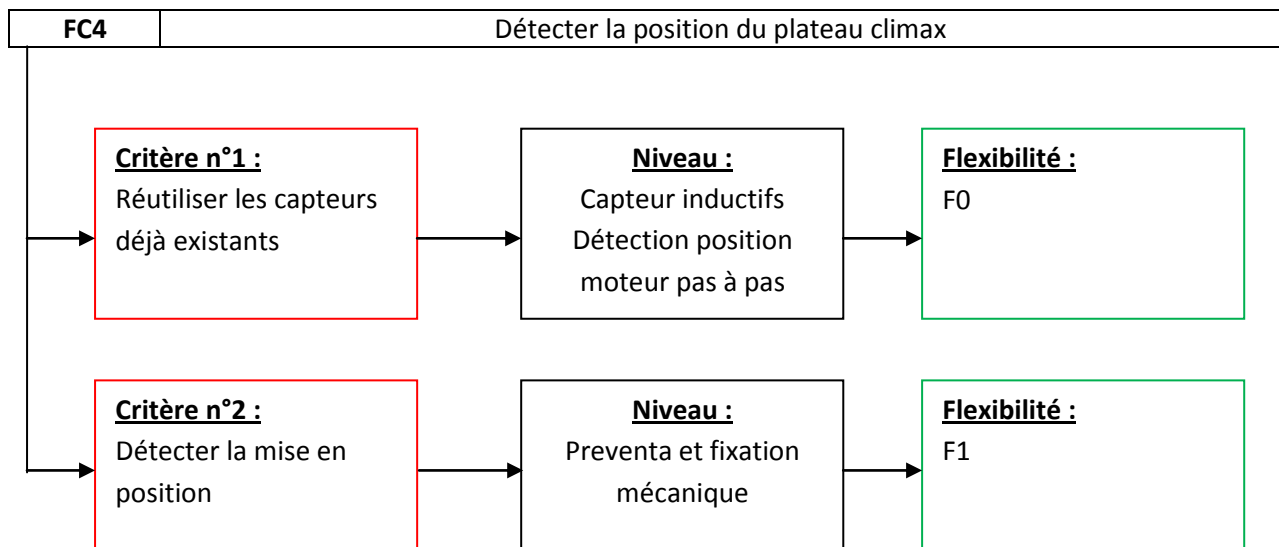 FC4 Détecter la position du plateau climax
Critère n°1 :
Réutiliser les capteurs
déjà existants
Niveau :
Capteur inductifs
Détection position
moteur pas à pas
Flexibilité :
F0
Critère n°2 :
Détecter la mise en
position
Niveau :
Preventa et fixation
mécanique
Flexibilité :
F1